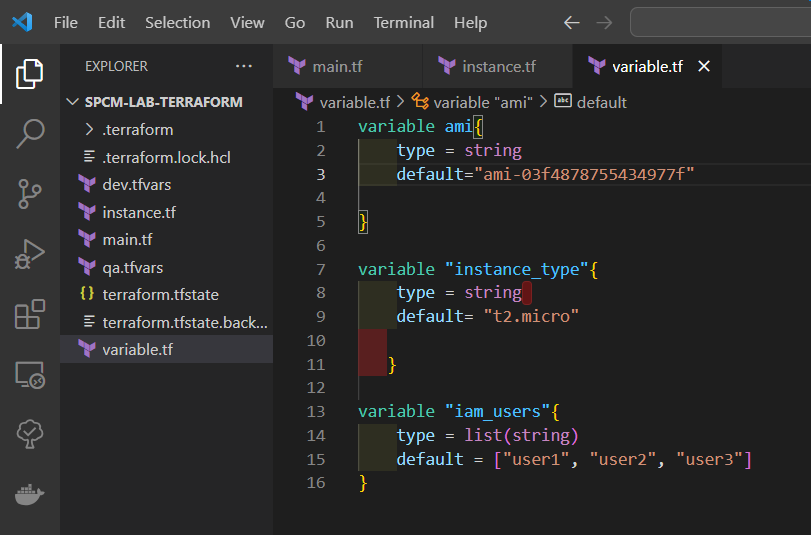 File Edit Selection View Go Run Terminal Help
EXPLORER
main.tf
instance.tf
variable.tf
SPCM-LAB-TERRAFORM
.terraform
.terraform.lock.hcl
dev.tfvars
instance.tf
main.tf
qa.tfvars
{} terraform.tfstate
terraform.tfstate.back...
variable.tf
variable.tf > variable "ami" > abc default
1 variable ami{
2 type = string
3 default="ami-03f4878755434977f"
4
5 }
6
7 variable "instance_type"{
8 type = string
9 default= "t2.micro"
10
11 }
12
13 variable "iam_users"{
14 type = list(string)
15 default = ["user1", "user2", "user3"]
16 }